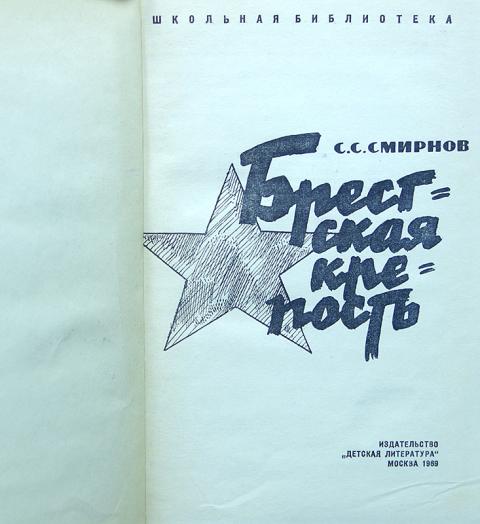 ШКОЛЬНАЯ БИБЛИОТЕКА
С.С.СМИРНОВ
Брест=
ская
кре=
пость
ИЗДАТЕЛЬСТВО
„ДЕТСКАЯ ЛИТЕРАТУРА"
МОСКВА 1969